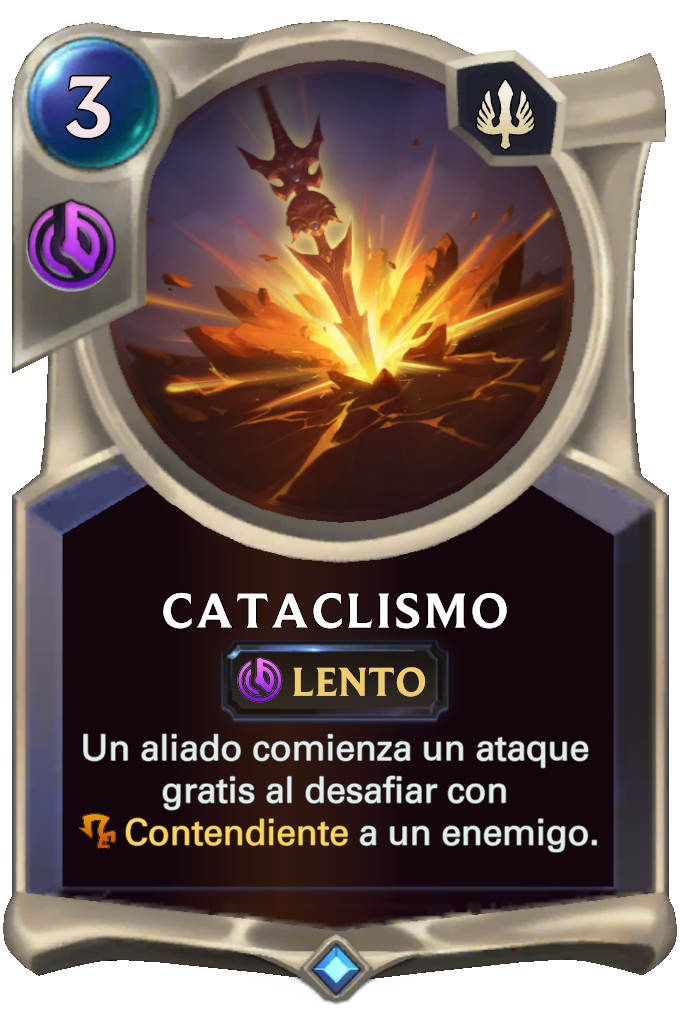 3
CATACLISMO
LENTO
Un aliado comienza un ataque
gratis al desafiar con
Contendiente a un enemigo.